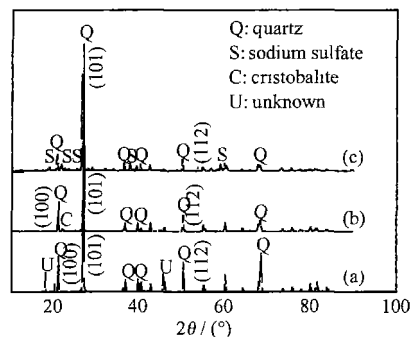 Q
Q: quartz
S: sodium sulfate
C: cristobalite
U: unknown
(101)
Q
S SS
Q S Q
Q
(112)
S
Q
(c)
(100)
Q
C
(101)
Q Q
Q
(112)
Q
(b)
U
Q
(100)
(101)
Q Q
U
Q
(112)
Q
(a)
20 40 60 80 100
2θ / (°)